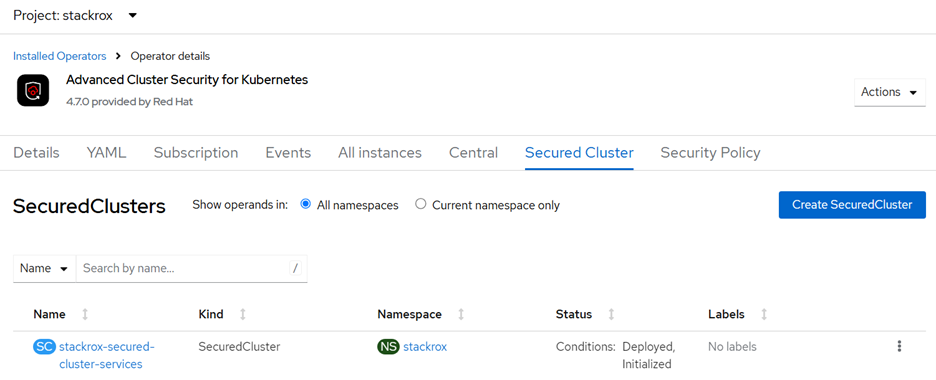 Project: stackrox
Installed Operators > Operator details
Advanced Cluster Security for Kubernetes
4.7.0 provided by Red Hat
Actions
Details YAML Subscription Events All instances Central Secured Cluster Security Policy
SecuredClusters Show operands in: All namespaces Current namespace only Create SecuredCluster
Name Search by name... /
Name Kind Namespace Status Labels
SC stackrox-secured- SecuredCluster NS stackrox Conditions: Deployed, No labels
cluster-services Initialized